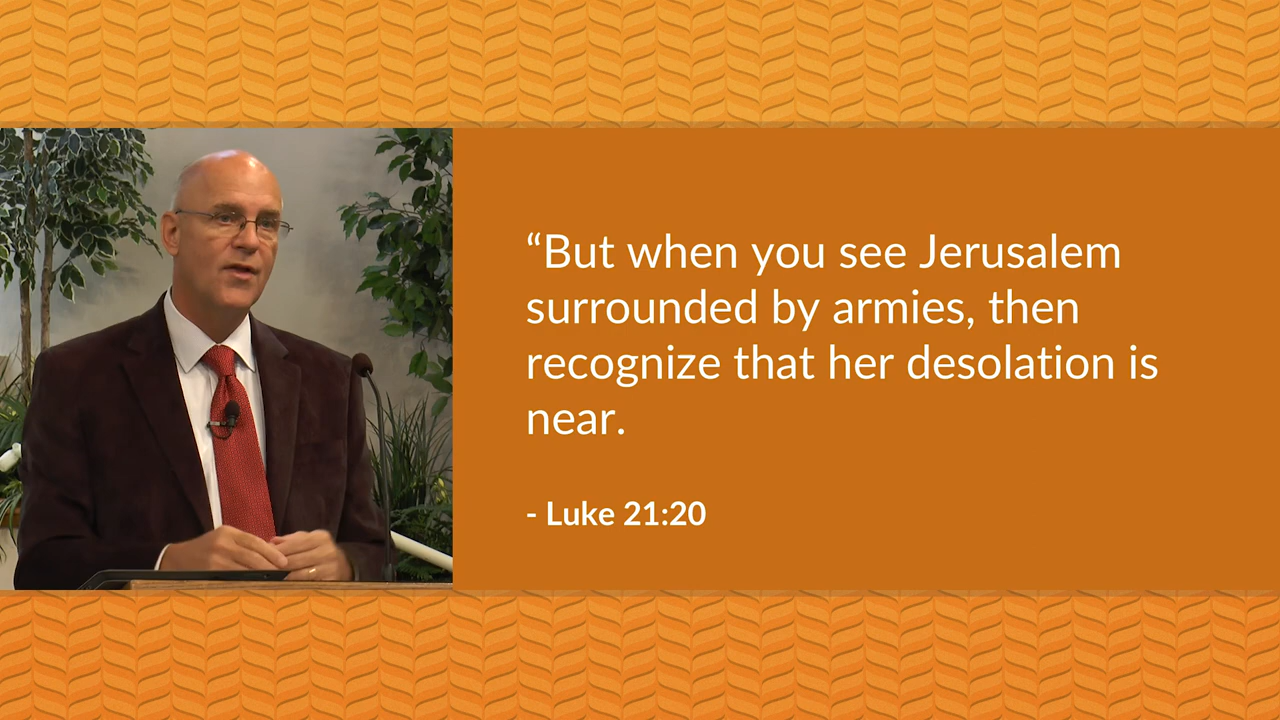 “But when you see Jerusalem
surrounded by armies, then
recognize that her desolation is
near.
- Luke 21:20